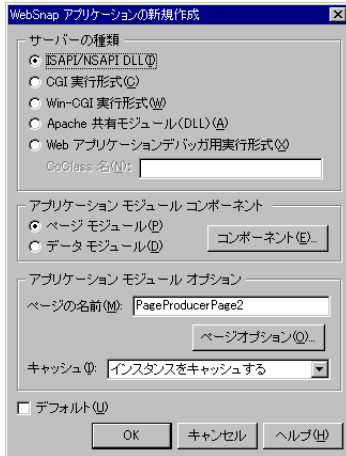 WebSnap アプリケーションの新規作成
サーバーの種類
ISAPI/NSAPI DLL(I)
CGI 実行形式(C)
Win-CGI 実行形式(W)
Apache 共有モジュール(DLL)(A)
Web アプリケーションデバッガ用実行形式(X)
CoClass 名(N):
アプリケーション モジュール コンポーネント
ページ モジュール(P)
データ モジュール(D)
コンポーネント(E)...
アプリケーション モジュール オプション
ページの名前(M): PageProducerPage2
ページオプション(O)...
キャッシュ(I): インスタンスをキャッシュする
デフォルト(U)
OK キャンセル ヘルプ(H)